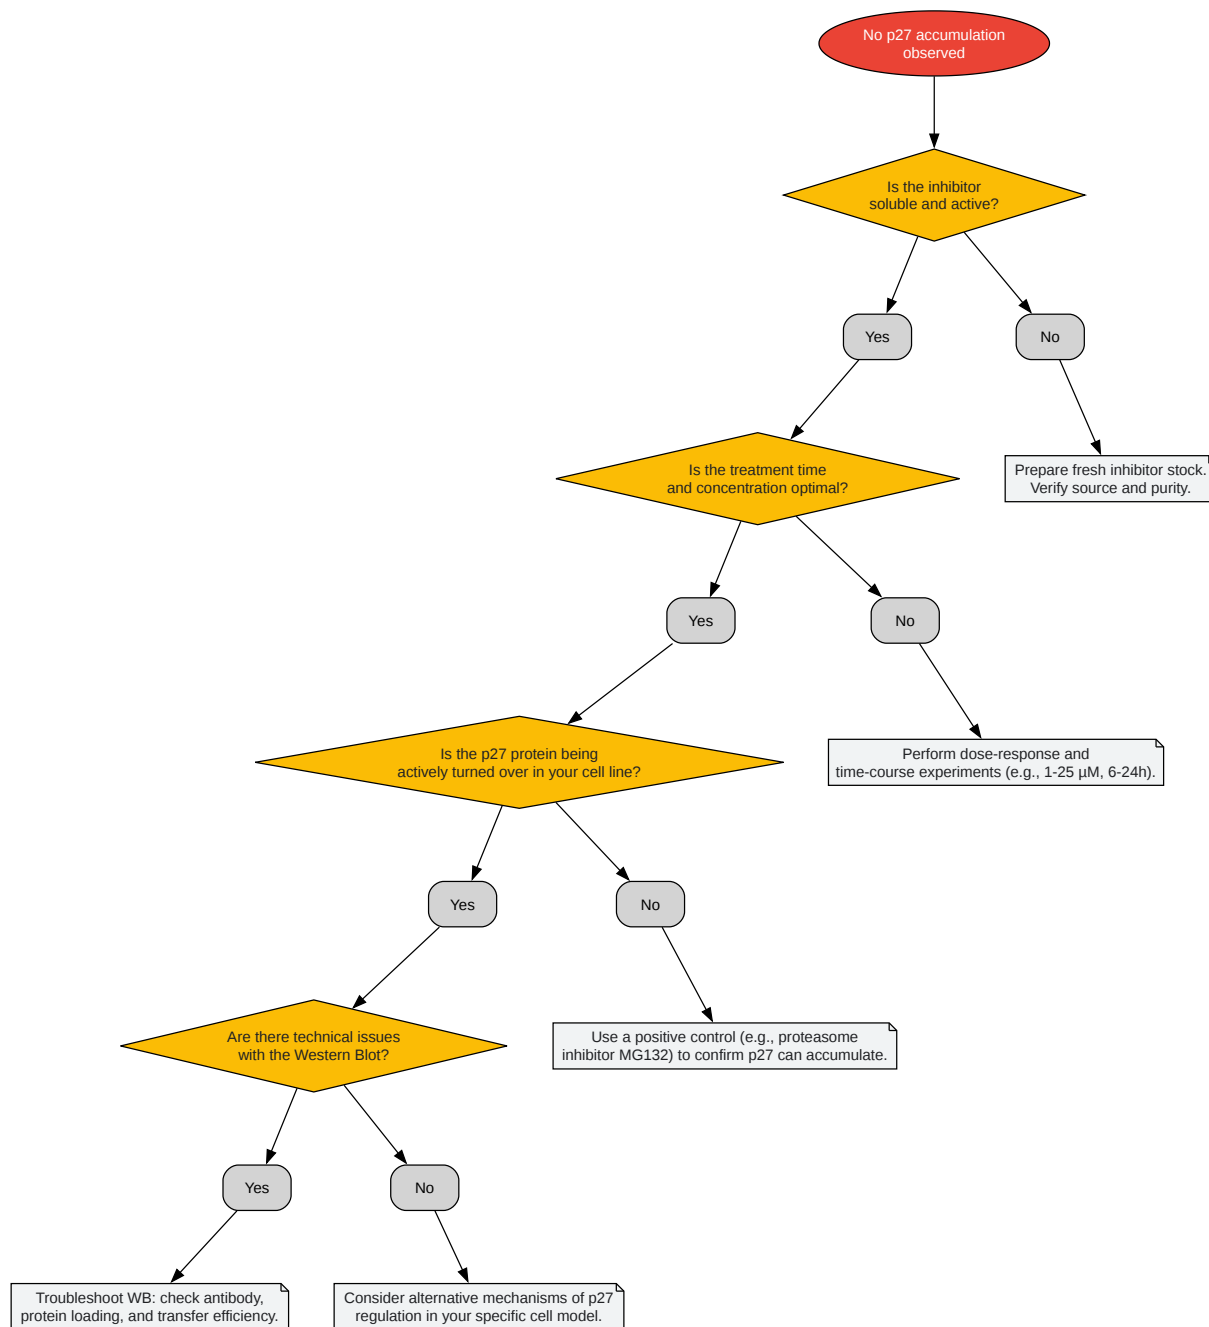 No p27 accumulation
observed
Is the inhibitor
soluble and active?
Yes
No
Prepare fresh inhibitor stock.
Verify source and purity.
Is the treatment time
and concentration optimal?
Yes
No
Perform dose-response and
time-course experiments (e.g., 1-25 µM, 6-24h).
Is the p27 protein being
actively turned over in your cell line?
Yes
No
Use a positive control (e.g., proteasome
inhibitor MG132) to confirm p27 can accumulate.
Are there technical issues
with the Western Blot?
Yes
No
Troubleshoot WB: check antibody,
protein loading, and transfer efficiency.
Consider alternative mechanisms of p27
regulation in your specific cell model.